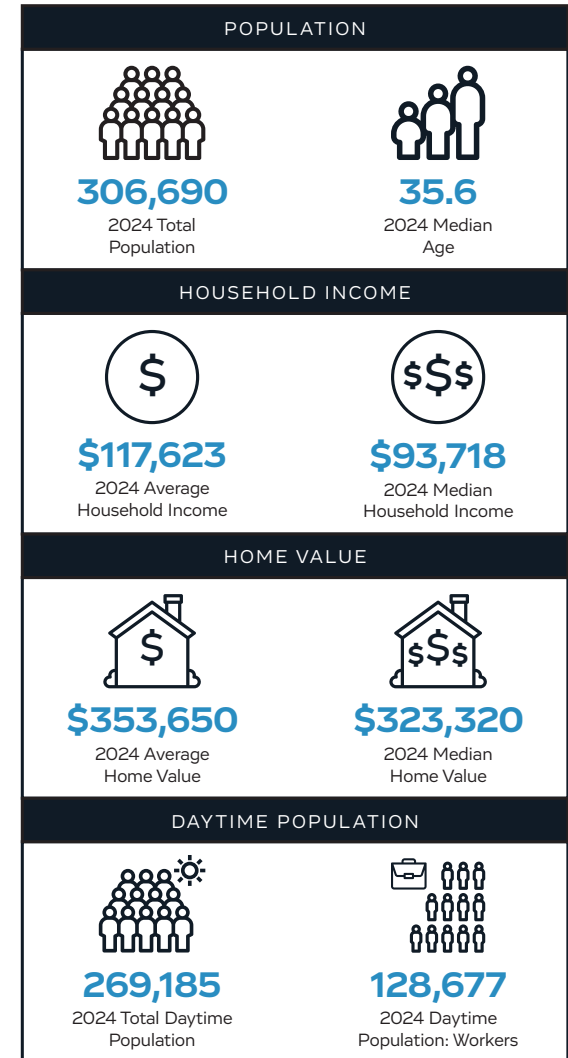 POPULATION
306,690
2024 Total
Population
35.6
2024 Median
Age
HOUSEHOLD INCOME
$
$117,623
2024 Average
Household Income
$$$
$93,718
2024 Median
Household Income
HOME VALUE
$
$353,650
2024 Average
Home Value
$$$
$323,320
2024 Median
Home Value
DAYTIME POPULATION
269,185
2024 Total Daytime
Population
128,677
2024 Daytime
Population: Workers